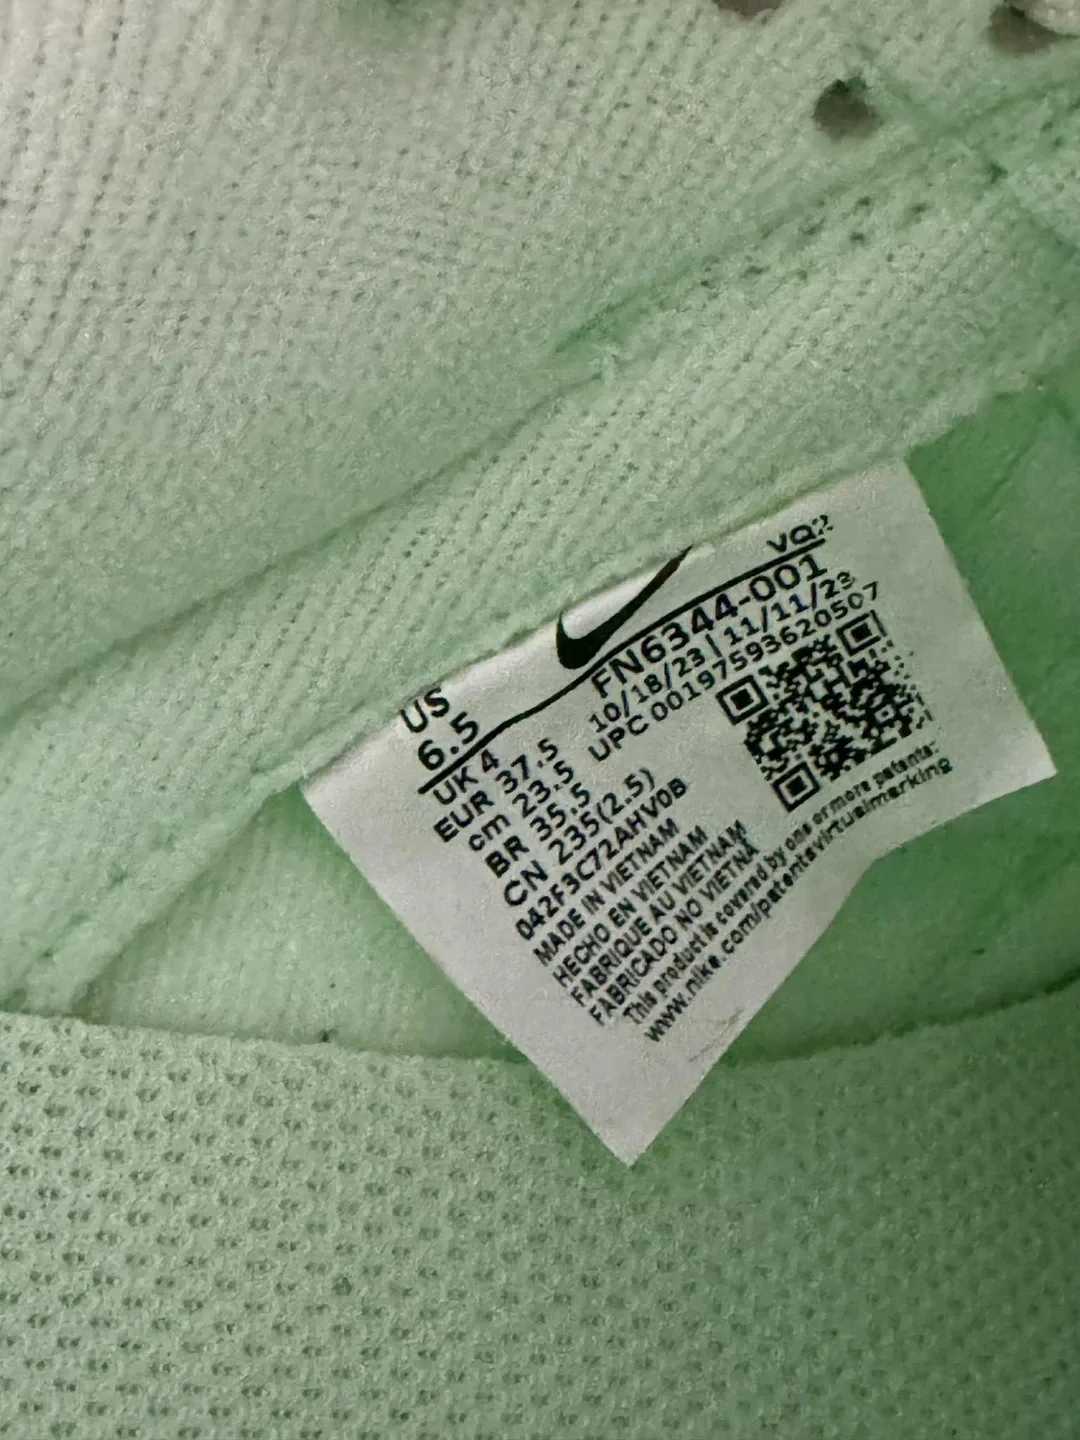 VQ2
FN6344-001
10/18/23 | 11/11/23
UPC 00197593620507
US
6.5
UK 4
EUR 37.5
cm 23.5
BR 35.5
CN 235(2.5)
042F3C72AHV08
MADE IN VIETNAM
HECHO EN VIETNAM
FABRIQUE AU VIETNAM
FABRICADO NO VIETNÃ
This product is covered by one or more patents:
www.nike.com/patentsvirtualmarking